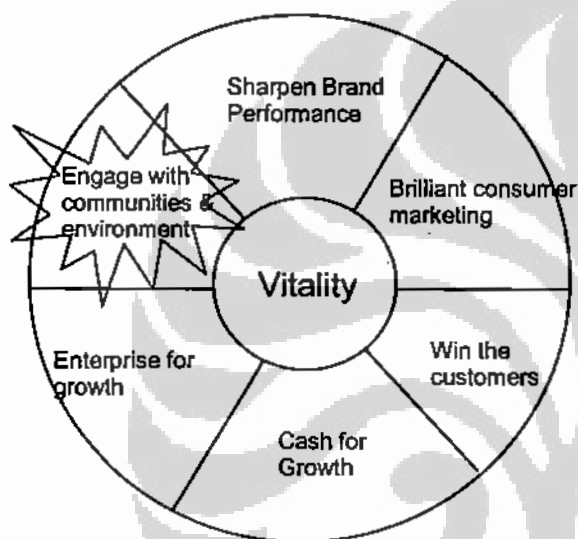 Sharpen Brand
Performance
Brilliant consumer
marketing
Engage with
communities &
environment
Vitality
Win the
customers
Enterprise for
growth
Cash for
Growth